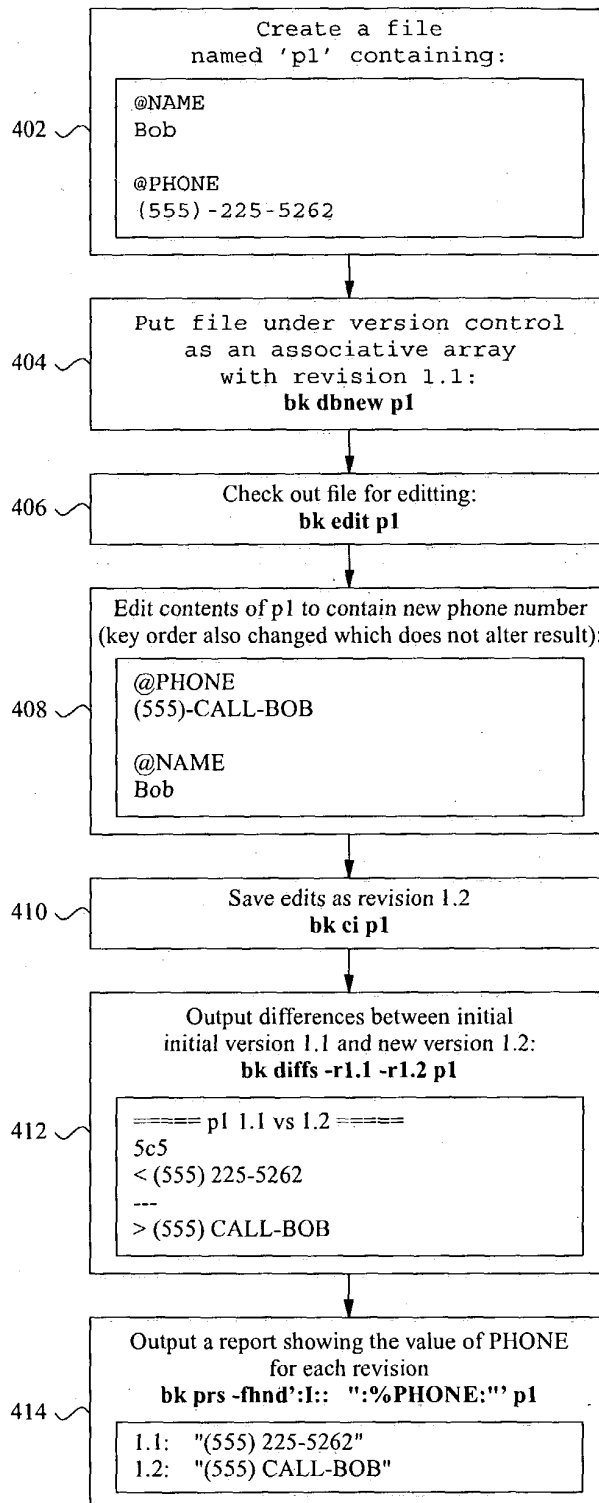 Create a file
named 'p1' containing:
402
@NAME
Bob
@PHONE
(555)-225-5262
404
Put file under version control
as an associative array
with revision 1.1:
bk dbnew p1
406
Check out file for editting:
bk edit p1
Edit contents of p1 to contain new phone number
(key order also changed which does not alter result):
408
@PHONE
(555)-CALL-BOB
@NAME
Bob
410
Save edits as revision 1.2
bk ci p1
Output differences between initial
initial version 1.1 and new version 1.2:
bk diffs -r1.1 -r1.2 p1
412
===== p1 1.1 vs 1.2 =====
5c5
< (555) 225-5262
---
> (555) CALL-BOB
Output a report showing the value of PHONE
for each revision
bk prs -fhnd':I:: ":%PHONE:"' p1
414
1.1: "(555) 225-5262"
1.2: "(555) CALL-BOB"